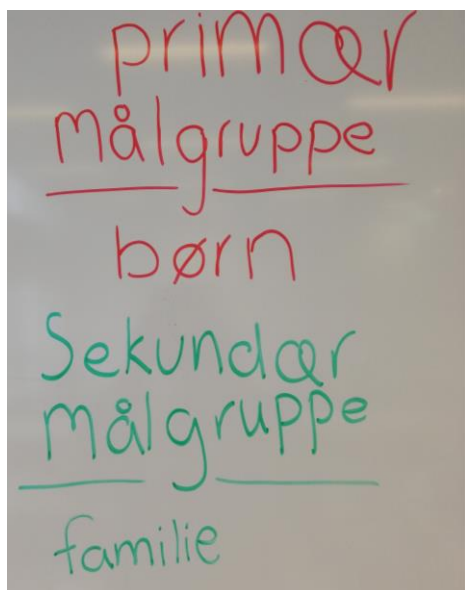 primær
målgruppe
børn
Sekundær
målgruppe
familie